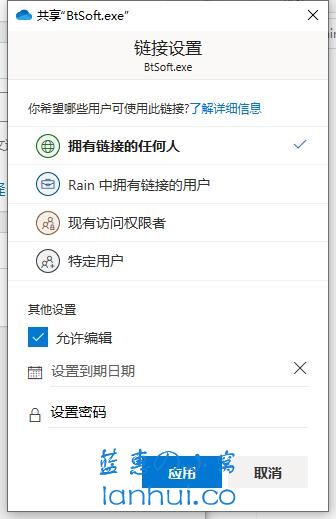 共享“BtSoft.exe”
链接设置
BtSoft.exe
你希望哪些用户可使用此链接?了解详细信息
拥有链接的任何人
Rain 中拥有链接的用户
现有访问权限者
特定用户
其他设置
允许编辑
设置到期日期
设置密码
应用
取消
蓝惠の小窝
lanhui.co